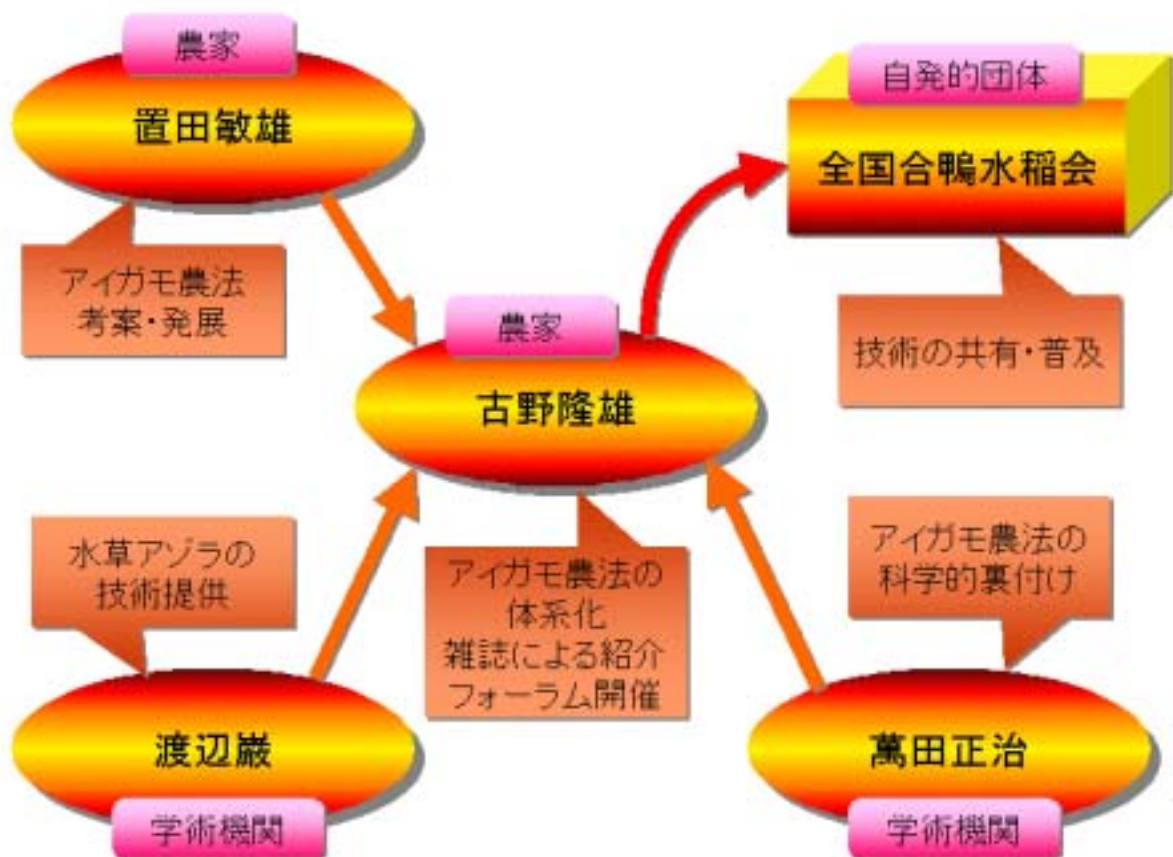 農家
置田敏雄
アイガモ農法
考案・発展
自発的団体
全国合鴨水稲会
技術の共有・普及
農家
古野隆雄
アイガモ農法の
体系化
雑誌による紹介
フォーラム開催
水草アゾラの
技術提供
渡辺巌
学術機関
アイガモ農法の
科学的裏付け
萬田正治
学術機関